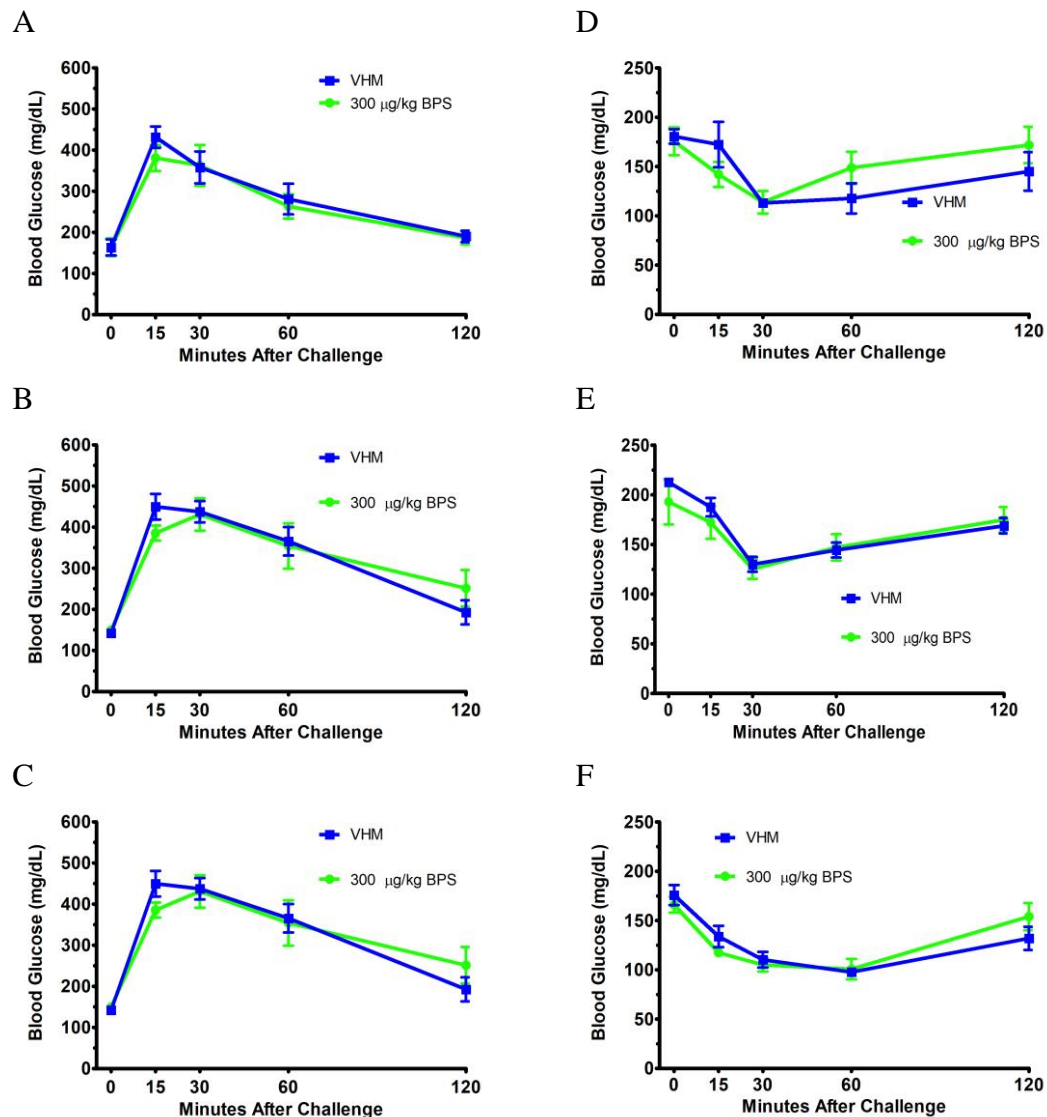 A
Blood Glucose (mg/dL)
600
500
400
300
200
100
0
VHM
300 μg/kg BPS
0 15 30 60 120
Minutes After Challenge
D
Blood Glucose (mg/dL)
250
200
150
100
50
0
VHM
300 μg/kg BPS
0 15 30 60 120
Minutes After Challenge
B
Blood Glucose (mg/dL)
600
500
400
300
200
100
0
VHM
300 μg/kg BPS
0 15 30 60 120
Minutes After Challenge
E
Blood Glucose (mg/dL)
250
200
150
100
50
0
VHM
300 μg/kg BPS
0 15 30 60 120
Minutes After Challenge
C
Blood Glucose (mg/dL)
600
500
400
300
200
100
0
VHM
300 μg/kg BPS
0 15 30 60 120
Minutes After Challenge
F
Blood Glucose (mg/dL)
250
200
150
100
50
0
VHM
300 μg/kg BPS
0 15 30 60 120
Minutes After Challenge